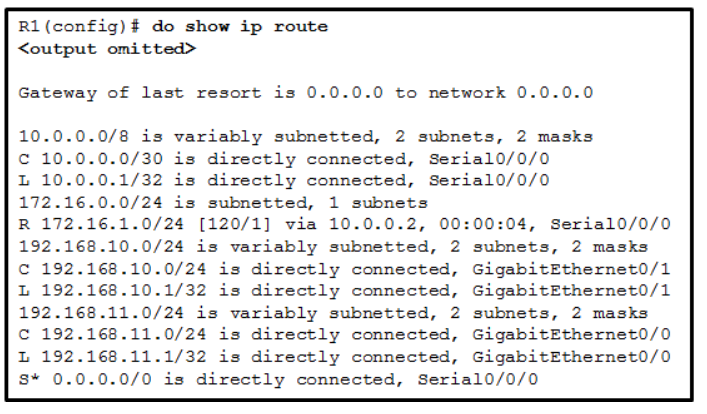 R1(config)# do show ip route
<output omitted>
Gateway of last resort is 0.0.0.0 to network 0.0.0.0
10.0.0.0/8 is variably subnetted, 2 subnets, 2 masks
C 10.0.0.0/30 is directly connected, Serial0/0/0
L 10.0.0.1/32 is directly connected, Serial0/0/0
172.16.0.0/24 is subnetted, 1 subnets
R 172.16.1.0/24 [120/1] via 10.0.0.2, 00:00:04, Serial0/0/0
192.168.10.0/24 is variably subnetted, 2 subnets, 2 masks
C 192.168.10.0/24 is directly connected, GigabitEthernet0/1
L 192.168.10.1/32 is directly connected, GigabitEthernet0/1
192.168.11.0/24 is variably subnetted, 2 subnets, 2 masks
C 192.168.11.0/24 is directly connected, GigabitEthernet0/0
L 192.168.11.1/32 is directly connected, GigabitEthernet0/0
S* 0.0.0.0/0 is directly connected, Serial0/0/0